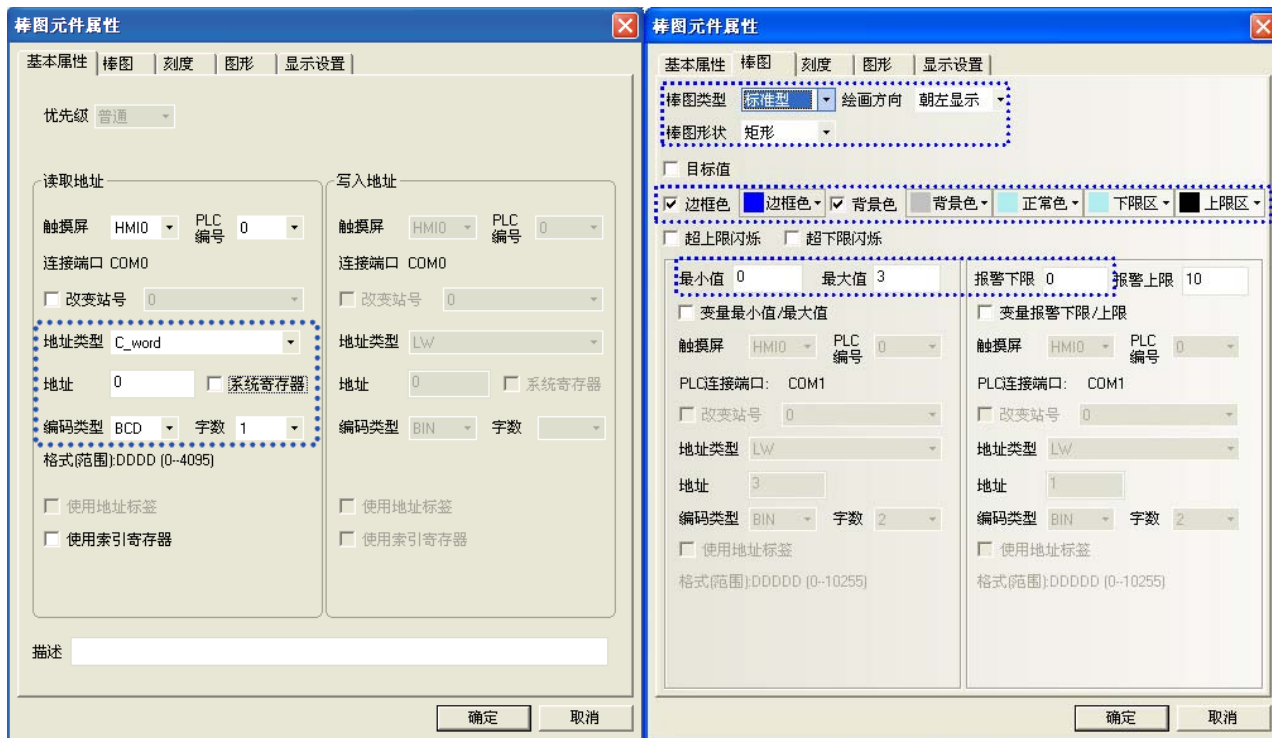 棒图元件属性
基本属性 棒图 刻度 图形 显示设置
优先级 普通
读取地址
触摸屏 HMI0 PLC编号 0
连接端口 COM0
改变站号 0
地址类型 C_word
地址 0 系统寄存器
编码类型 BCD 字数 1
格式(范围):DDDD (0--4095)
使用地址标签
使用索引寄存器
写入地址
触摸屏 HMI0 PLC编号 0
连接端口 COM0
改变站号 0
地址类型 LW
地址 0 系统寄存器
编码类型 BIN 字数
使用地址标签
使用索引寄存器
描述
确定 取消
棒图元件属性
基本属性 棒图 刻度 图形 显示设置
棒图类型 标准型 绘画方向 朝左显示
棒图形状 矩形
目标值
边框色 边框色 背景色 背景色 正常色 下限区 上限区
超上限闪烁 超下限闪烁
最小值 0 最大值 3
变量最小值/最大值
触摸屏 HMI0 PLC编号 0
PLC连接端口: COM1
改变站号 0
地址类型 LW
地址 3
编码类型 BIN 字数 2
使用地址标签
格式(范围):DDDDD (0--10255)
报警下限 0 报警上限 10
变量报警下限/上限
触摸屏 HMI0 PLC编号 0
PLC连接端口: COM1
改变站号 0
地址类型 LW
地址 1
编码类型 BIN 字数 2
使用地址标签
格式(范围):DDDDD (0--10255)
确定 取消